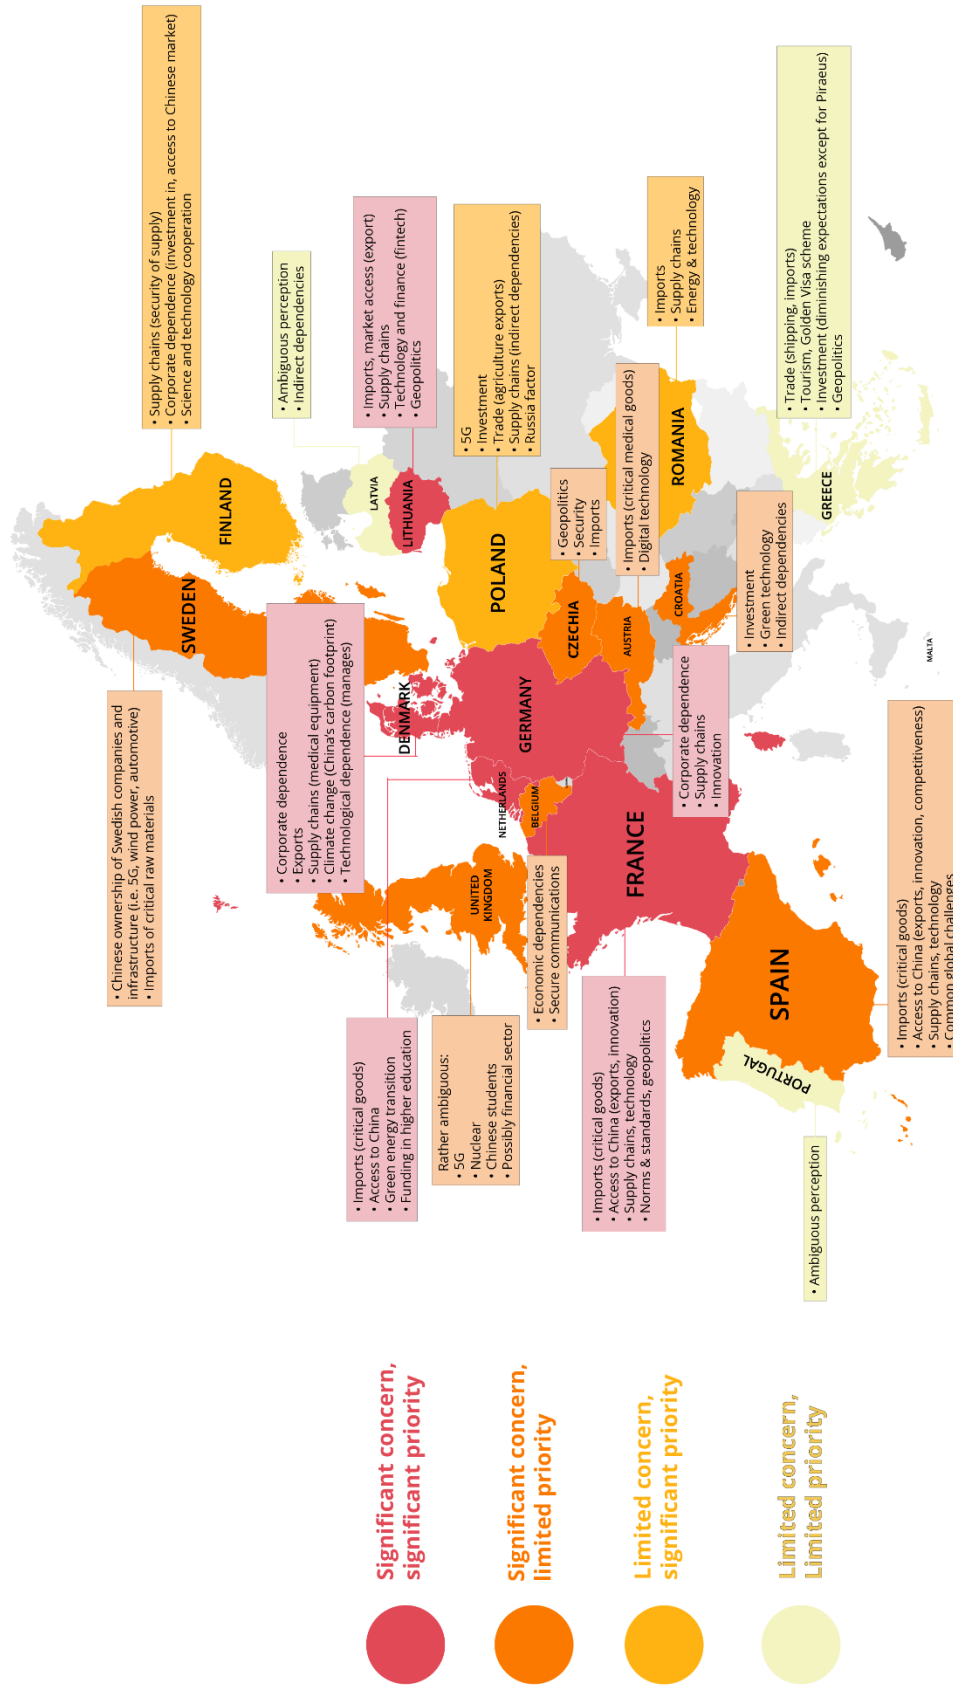 Significant concern,
significant priority
Significant concern,
limited priority
Limited concern,
significant priority
Limited concern,
Limited priority
• Chinese ownership of Swedish companies and
infrastructure (i.e. 5G, wind power, automotive)
• Imports of critical raw materials
• Supply chains (security of supply)
• Corporate dependence (investment in, access to Chinese market)
• Science and technology cooperation
SWEDEN
FINLAND
• Corporate dependence
• Exports
• Supply chains (medical equipment)
• Climate change (China's carbon footprint)
• Technological dependence (manages)
• Ambiguous perception
• Indirect dependencies
• Imports (critical goods)
• Access to China
• Green energy transition
• Funding in higher education
DENMARK
LATVIA
LITHUANIA
• Imports, market access (export)
• Supply chains
• Technology and finance (fintech)
• Geopolitics
Rather ambiguous:
• 5G
• Nuclear
• Chinese students
• Possibly financial sector
UNITED
KINGDOM
NETHERLANDS
BELGIUM
GERMANY
POLAND
• 5G
• Investment
• Trade (agriculture exports)
• Supply chains (indirect dependencies)
• Russia factor
• Economic dependencies
• Secure communications
CZECHIA
• Geopolitics
• Security
• Imports
• Imports (critical goods)
• Access to China (exports, innovation)
• Supply chains, technology
• Norms & standards, geopolitics
FRANCE
AUSTRIA
• Imports (critical medical goods)
• Digital technology
• Corporate dependence
• Supply chains
• Innovation
CROATIA
ROMANIA
• Imports
• Supply chains
• Energy & technology
• Investment
• Green technology
• Indirect dependencies
• Ambiguous perception
PORTUGAL
SPAIN
GREECE
• Trade (shipping, imports)
• Tourism, Golden Visa scheme
• Investment (diminishing expectations except for Piraeus)
• Geopolitics
• Imports (critical goods)
• Access to China (exports, innovation, competitiveness)
• Supply chains, technology
• Common global challenges
MALTA